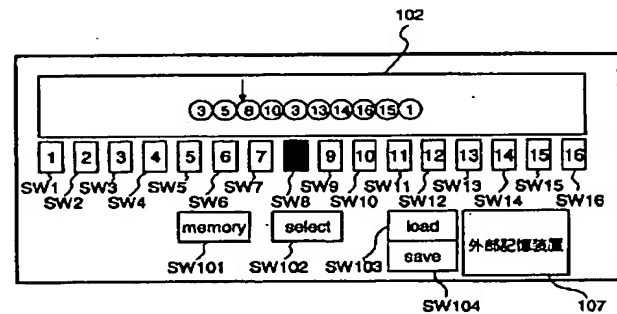 102
3 5 8 10 3 13 14 16 15 1
1 2 3 4 5 6 7 9 10 11 12 13 14 15 16
SW1 SW2 SW3 SW4 SW5 SW6 SW7 SW8 SW9 SW10 SW11 SW12 SW13 SW14 SW15 SW16
memory select load 外部記憶装置
save
SW101 SW102 SW103 SW104 107